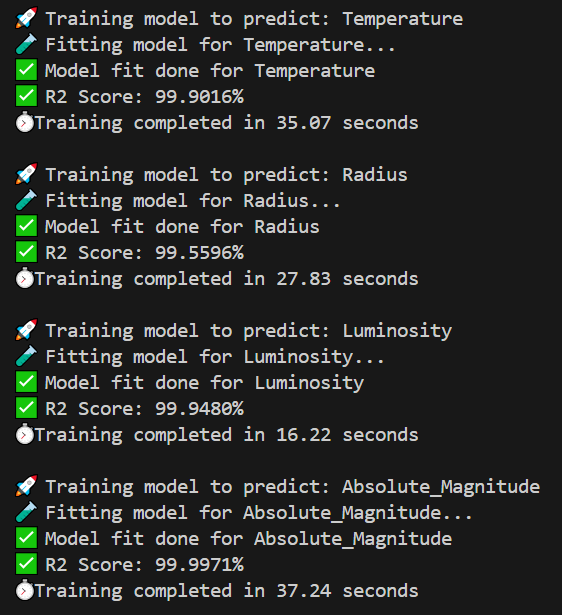 🚀 Training model to predict: Temperature
🧪 Fitting model for Temperature...
✅ Model fit done for Temperature
✅ R2 Score: 99.9016%
⏱Training completed in 35.07 seconds

🚀 Training model to predict: Radius
🧪 Fitting model for Radius...
✅ Model fit done for Radius
✅ R2 Score: 99.5596%
⏱Training completed in 27.83 seconds

🚀 Training model to predict: Luminosity
🧪 Fitting model for Luminosity...
✅ Model fit done for Luminosity
✅ R2 Score: 99.9480%
⏱Training completed in 16.22 seconds

🚀 Training model to predict: Absolute_Magnitude
🧪 Fitting model for Absolute_Magnitude...
✅ Model fit done for Absolute_Magnitude
✅ R2 Score: 99.9971%
⏱Training completed in 37.24 seconds